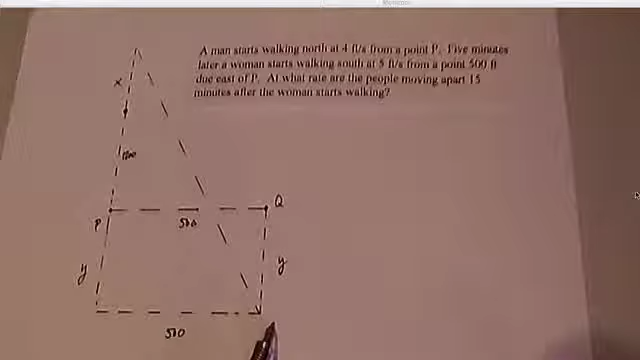 A man starts walking north at 4 ft/s from a point P. Five minutes
later a woman starts walking south at 5 ft/s from a point 500 ft
due east of P. At what rate are the people moving apart 15
minutes after the woman starts walking?
x
1200
P
Q
500
y
y
500